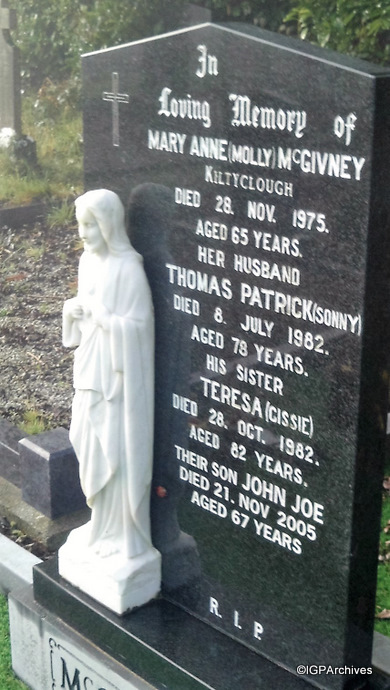 In
Loving Memory of
MARY ANNE (MOLLY) McGIVNEY
KILTYCLOUGH
DIED 28. NOV. 1975.
AGED 65 YEARS.
HER HUSBAND
THOMAS PATRICK (SONNY)
DIED 8. JULY 1982.
AGED 78 YEARS.
HIS SISTER
TERESA (CISSIE)
DIED 28. OCT. 1982.
AGED 82 YEARS.
THEIR SON JOHN JOE
DIED 21. NOV 2005
AGED 67 YEARS
R. I. P.
©IGPArchives